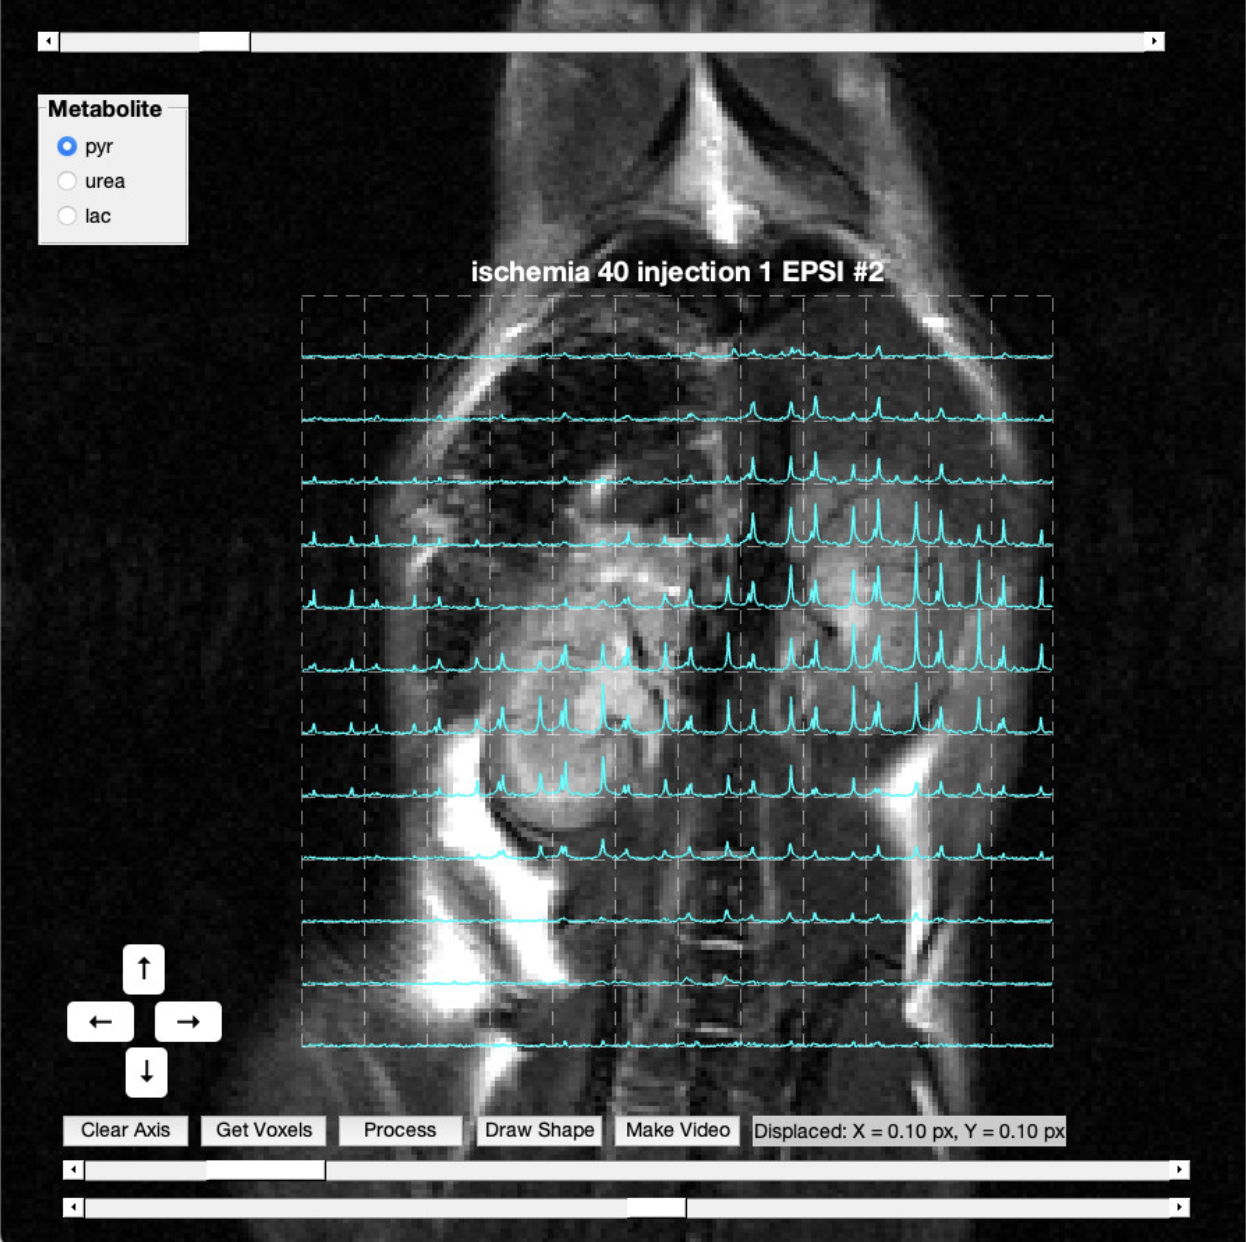 Metabolite
pyr
urea
lac
ischemia 40 injection 1 EPSI #2
↑
← →
↓
Clear Axis Get Voxels Process Draw Shape Make Video Displaced: X = 0.10 px, Y = 0.10 px